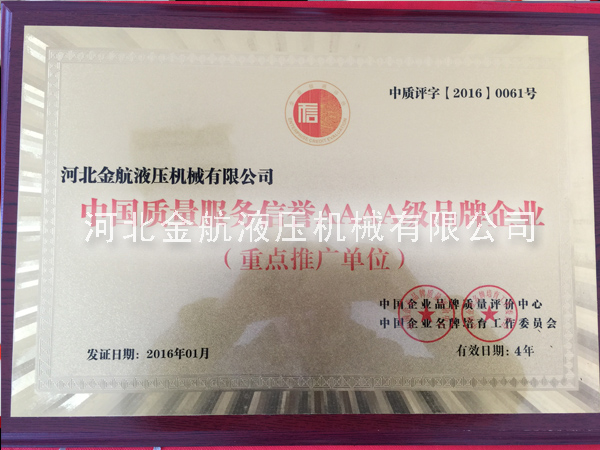 中质评字【2016】0061号
信
河北金航液压机械有限公司
中国质量服务信誉AAAA级品牌企业
河北金航液压机械有限公司
（重点推广单位）
中国企业品牌质量评价中心
中国企业名牌培育工作委员会
发证日期：2016年01月
有效日期：4年